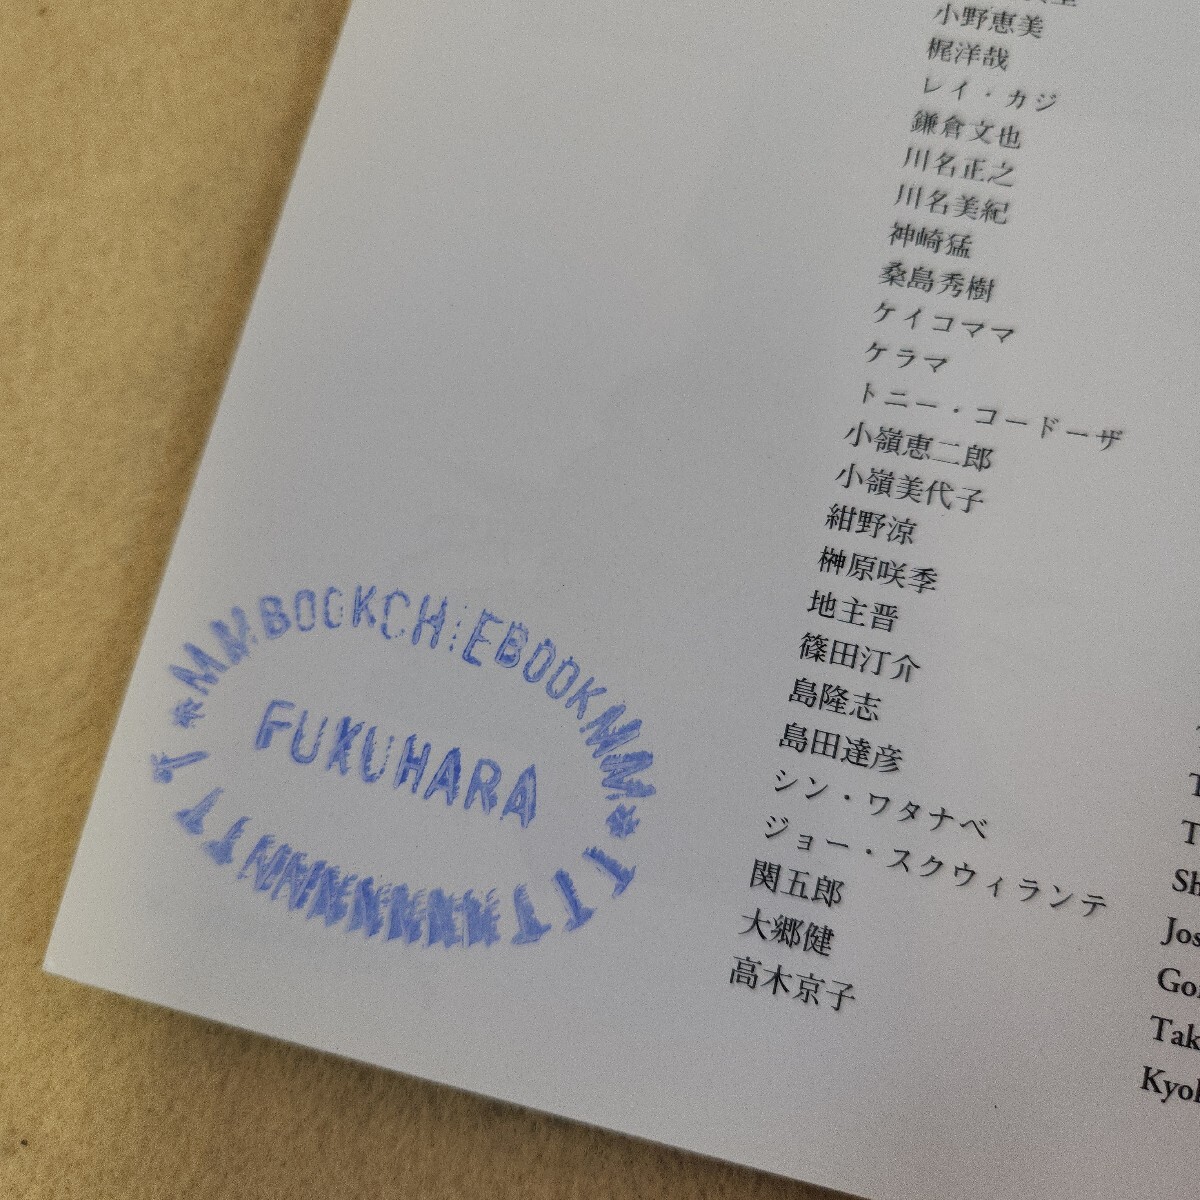 小野恵美
梶洋哉
レイ・カジ
鎌倉文也
川名正之
川名美紀
神崎猛
桑島秀樹
ケイコママ
ケラマ
トニー・コードーザ
小嶺恵二郎
小嶺美代子
紺野涼
榊原咲季
地主晋
篠田汀介
島隆志
島田達彦
シン・ワタナベ
ジョー・スクウィランテ
関五郎
大郷健
高木京子
T
Sh
Jos
Go
Tak
Kyo
FUKUHARA